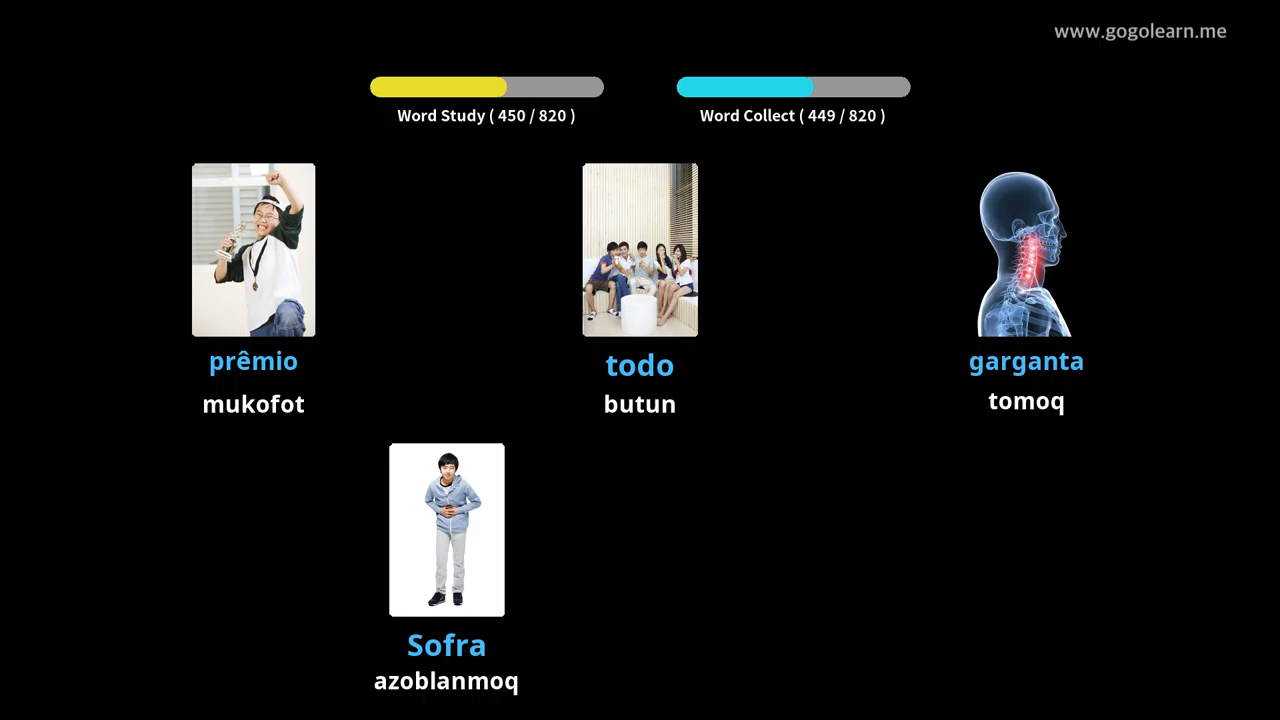 www.gogolearn.me
Word Study ( 450 / 820 )
Word Collect ( 449 / 820 )
prêmio
mukofot
todo
butun
garganta
tomoq
Sofra
azoblanmoq